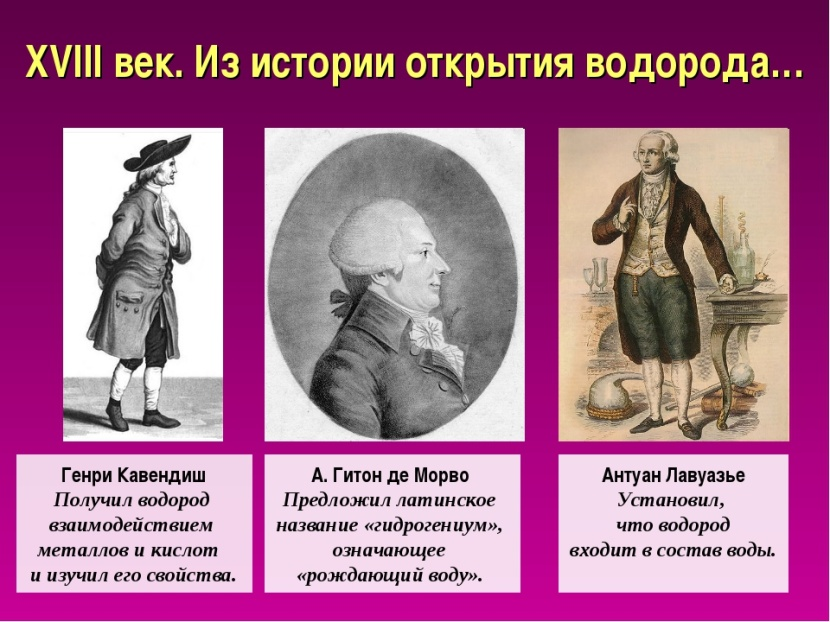 XVIII век. Из истории открытия водорода...
Генри Кавендиш
Получил водород
взаимодействием
металлов и кислот
и изучил его свойства.
А. Гитон де Морво
Предложил латинское
название «гидрогениум»,
означающее
«рождающий воду».
Антуан Лавуазье
Установил,
что водород
входит в состав воды.